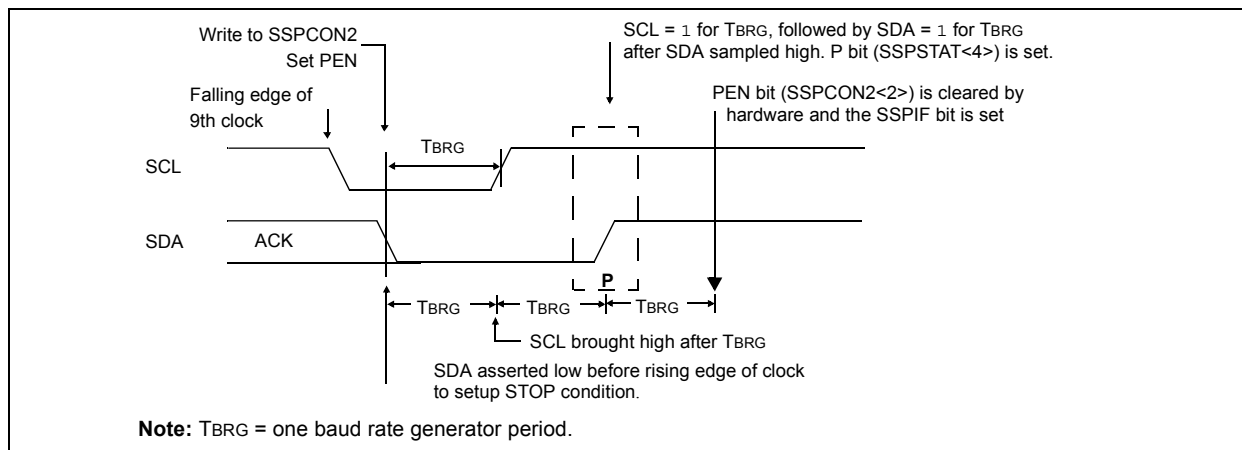 Write to SSPCON2
Set PEN
SCL = 1 for TBRG, followed by SDA = 1 for TBRG
after SDA sampled high. P bit (SSPSTAT<4>) is set.
Falling edge of
9th clock
PEN bit (SSPCON2<2>) is cleared by
hardware and the SSPIF bit is set
TBRG
SCL
SDA
ACK
P
TBRG
TBRG
TBRG
SCL brought high after TBRG
SDA asserted low before rising edge of clock
to setup STOP condition.
Note: TBRG = one baud rate generator period.